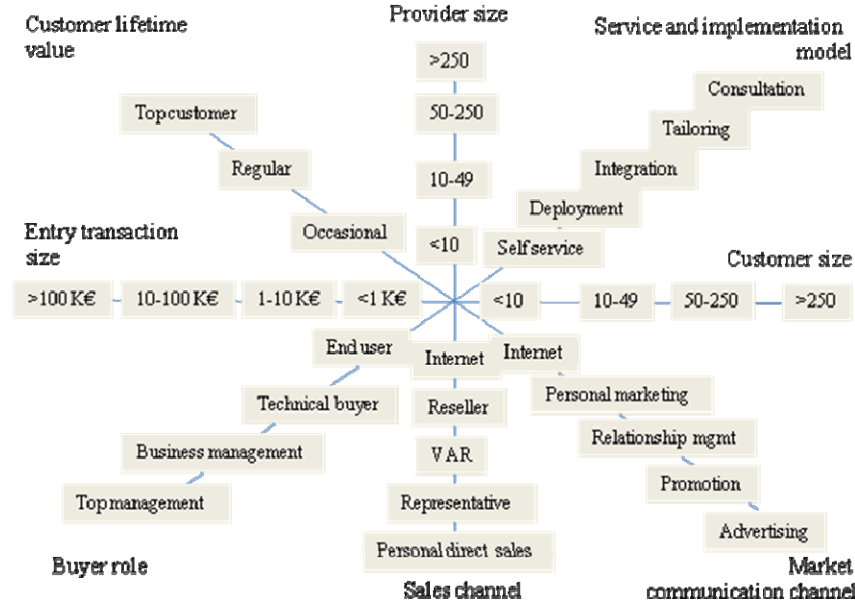 Provider size
Customer lifetime
value
Service and implementation
model
>250
Consultation
Top customer
50-250
Tailoring
Regular
10-49
Integration
Deployment
Occasional
<10
Self service
Entry transaction
size
Customer size
>100 K€
10-100 K€
1-10 K€
<1 K€
<10
10-49
50-250
>250
End user
Internet
Internet
Personal marketing
Technical buyer
Reseller
Relationship mgmt
Business management
VAR
Promotion
Top management
Representative
Advertising
Personal direct sales
Buyer role
Sales channel
Market
communication channel